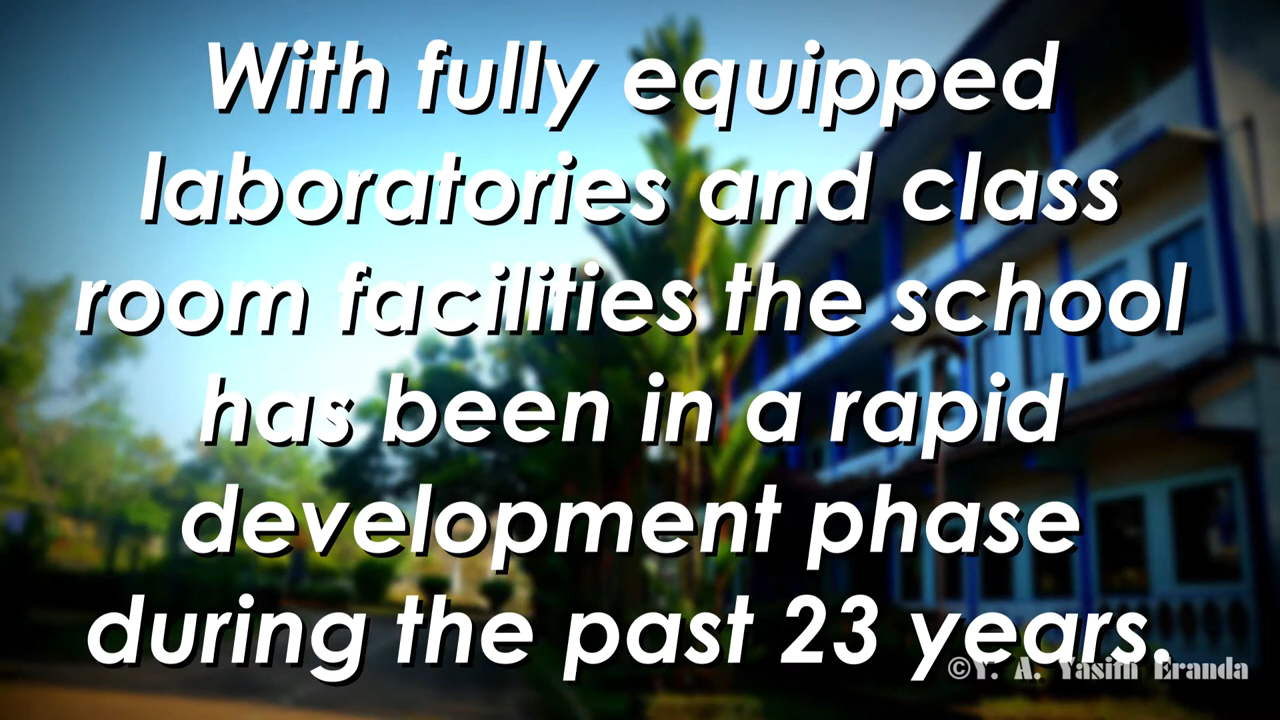 With fully equipped
laboratories and class
room facilities the school
has been in a rapid
development phase
during the past 23 years.
©Y. A. Yasim Eranda